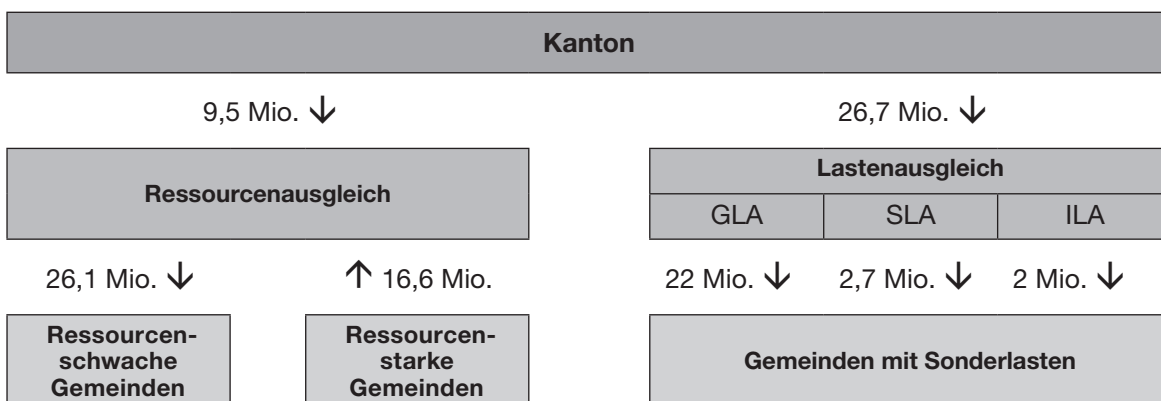 Kanton
9,5 Mio. ↓
26,7 Mio. ↓
Ressourcenausgleich
Lastenausgleich
GLA
SLA
ILA
26,1 Mio. ↓
↑ 16,6 Mio.
22 Mio. ↓
2,7 Mio. ↓
2 Mio. ↓
Ressourcen-
schwache
Gemeinden
Ressourcen-
starke
Gemeinden
Gemeinden mit Sonderlasten